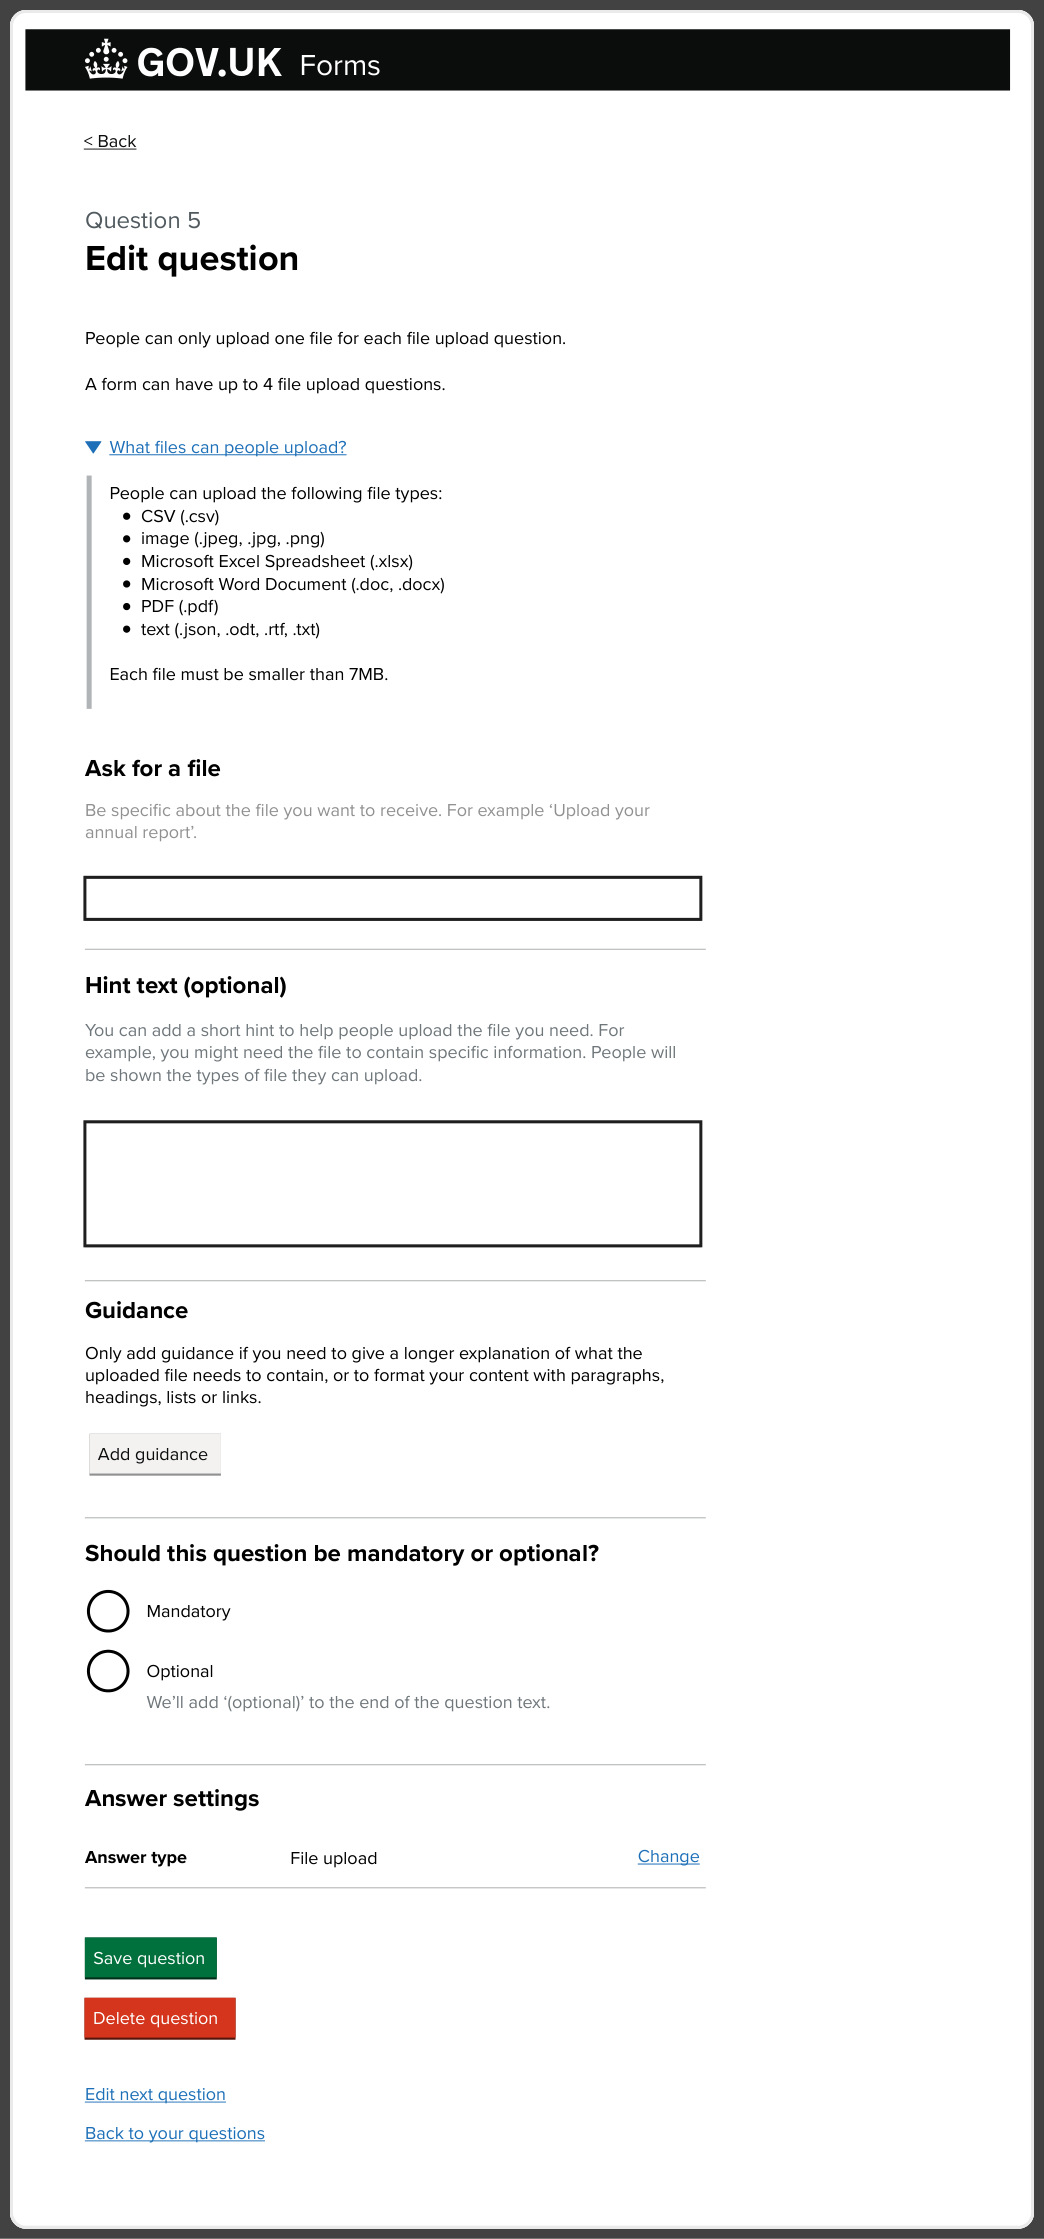 GOV.UK Forms
< Back
Question 5
Edit question
People can only upload one file for each file upload question.
A form can have up to 4 file upload questions.
What files can people upload?
People can upload the following file types:
• CSV (.csv)
• image (.jpeg, .jpg, .png)
• Microsoft Excel Spreadsheet (.xlsx)
• Microsoft Word Document (.doc, .docx)
• PDF (.pdf)
• text (.json, .odt, .rtf, .txt)
Each file must be smaller than 7MB.
Ask for a file
Be specific about the file you want to receive. For example ‘Upload your
annual report’.
Hint text (optional)
You can add a short hint to help people upload the file you need. For
example, you might need the file to contain specific information. People will
be shown the types of file they can upload.
Guidance
Only add guidance if you need to give a longer explanation of what the
uploaded file needs to contain, or to format your content with paragraphs,
headings, lists or links.
Add guidance
Should this question be mandatory or optional?
Mandatory
Optional
We’ll add ‘(optional)’ to the end of the question text.
Answer settings
Answer type File upload Change
Save question
Delete question
Edit next question
Back to your questions